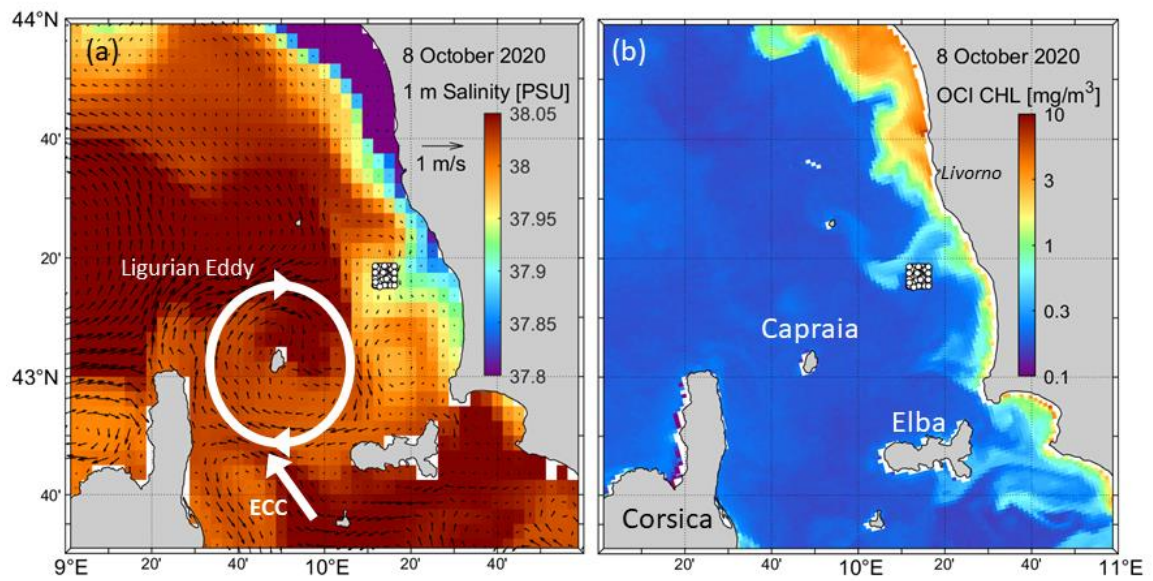 44°N
(a)
8 October 2020
1 m Salinity [PSU]
38.05
1 m/s
38
37.95
37.9
37.85
37.8
40'
20'
Ligurian Eddy
43°N
40'
ECC
9°E
20'
40'
10°E
20'
40'
(b)
8 October 2020
OCI CHL [mg/m³]
10
3
1
0.3
0.1
Livorno
Capraia
Elba
Corsica
20'
40'
10°E
20'
40'
11°E